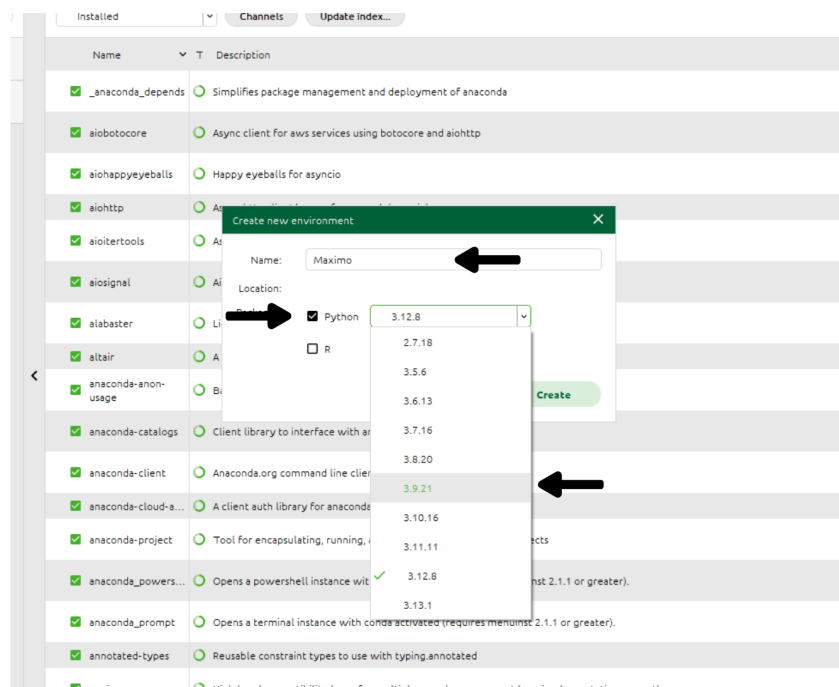 Installed Channels Update index...
Name T Description
_anaconda_depends Simplifies package management and deployment of anaconda
aiobotocore Async client for aws services using botocore and aiohttp
aiohappyeyeballs Happy eyeballs for asyncio
aiohttp
Create new environment
aioitertools
Name: Maximo
Location:
aiosignal
Python 3.12.8
alabaster
R
altair
2.7.18
3.5.6
3.6.13
3.7.16
3.8.20
3.9.21
3.10.16
3.11.11
3.12.8
3.13.1
Create
anaconda-anon-
usage
anaconda-catalogs Client library to interface with
anaconda-client Anaconda.org command line
anaconda-cloud-a... A client auth library for anaconda
anaconda-project Tool for encapsulating, running,
anaconda_powers... Opens a powershell instance 2.1.1 or greater).
anaconda_prompt Opens a terminal instance with conda activated (requires menuinst 2.1.1 or greater).
annotated-types Reusable constraint types to use with typing.annotated